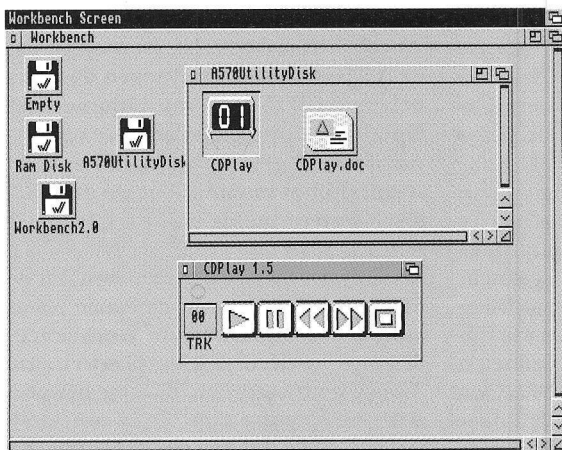 Workbench Screen
Workbench
Empty
Ram Disk
A570UtilityDisk
Workbench2.0
A570UtilityDisk
01
CDPlay
CDPlay.doc
CDPlay 1.5
00
TRK